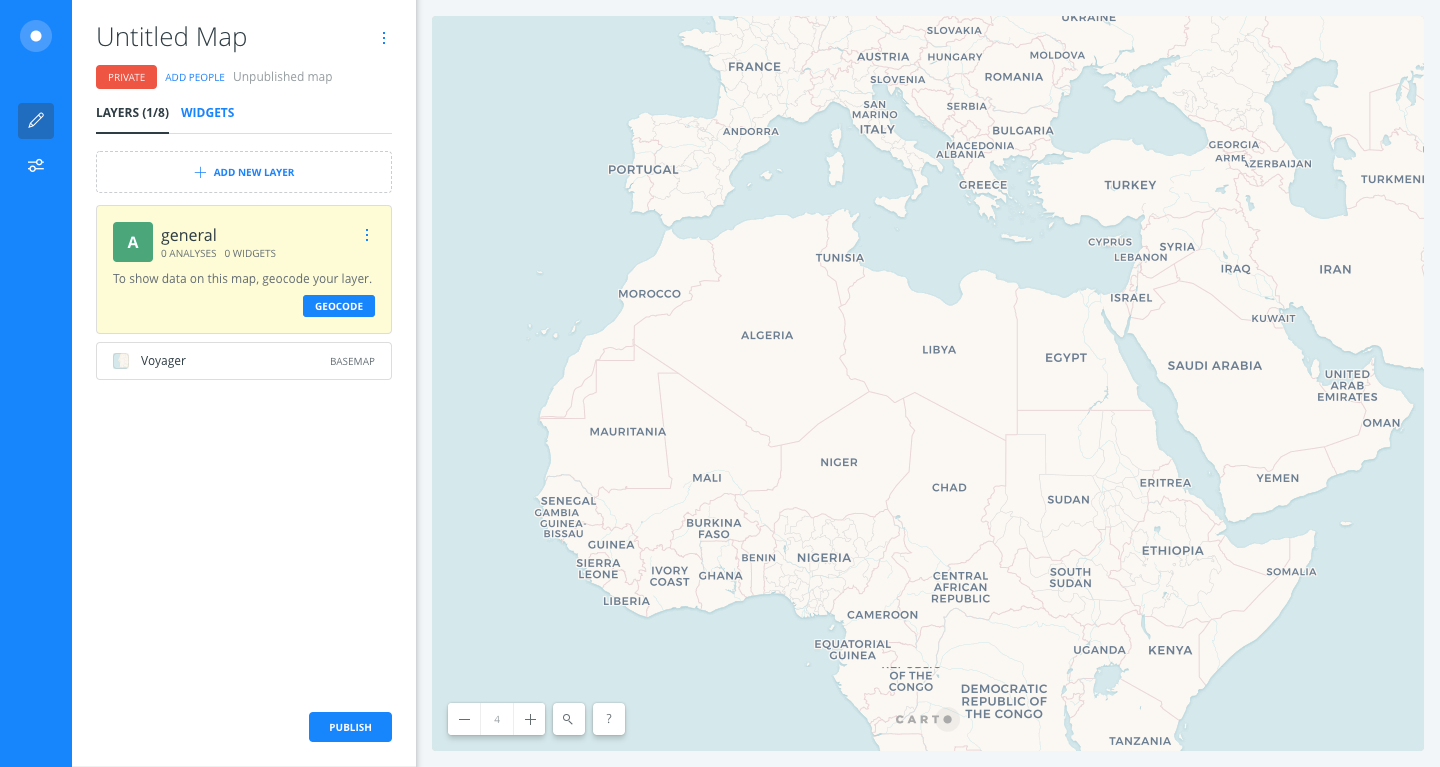 Untitled Map
PRIVATE ADD PEOPLE Unpublished map
LAYERS (1/8) WIDGETS
ADD NEW LAYER
A general
0 ANALYSES 0 WIDGETS
To show data on this map, geocode your layer.
GEOCODE
Voyager BASEMAP
PUBLISH
UKRAINE
SLOVAKIA
FRANCE
AUSTRIA
HUNGARY
MOLDOVA
SLOVENIA
ROMANIA
SAN
MARINO
SERBIA
ITALY
ANDORRA
BULGARIA
MACEDONIA
ALBANIA
GEORGIA
ARME
AZERBAIJAN
PORTUGAL
GREECE
TURKEY
TURKMENI
CYPRUS
SYRIA
LEBANON
TUNISIA
IRAQ
IRAN
MOROCCO
ISRAEL
KUWAIT
ALGERIA
LIBYA
EGYPT
SAUDI ARABIA
UNITED
ARAB
EMIRATES
OMAN
MAURITANIA
NIGER
MALI
CHAD
SUDAN
ERITREA
YEMEN
SENEGAL
GAMBIA
GUINEA-
BISSAU
BURKINA
FASO
GUINEA
BENIN
NIGERIA
ETHIOPIA
SIERRA
LEONE
IVORY
COAST
GHANA
CENTRAL
AFRICAN
REPUBLIC
SOUTH
SUDAN
SOMALIA
LIBERIA
CAMEROON
EQUATORIAL
GUINEA
UGANDA
KENYA
REPUBLIC
OF THE
CONGO
DEMOCRATIC
REPUBLIC OF
THE CONGO
TANZANIA
4 ?
CARTO